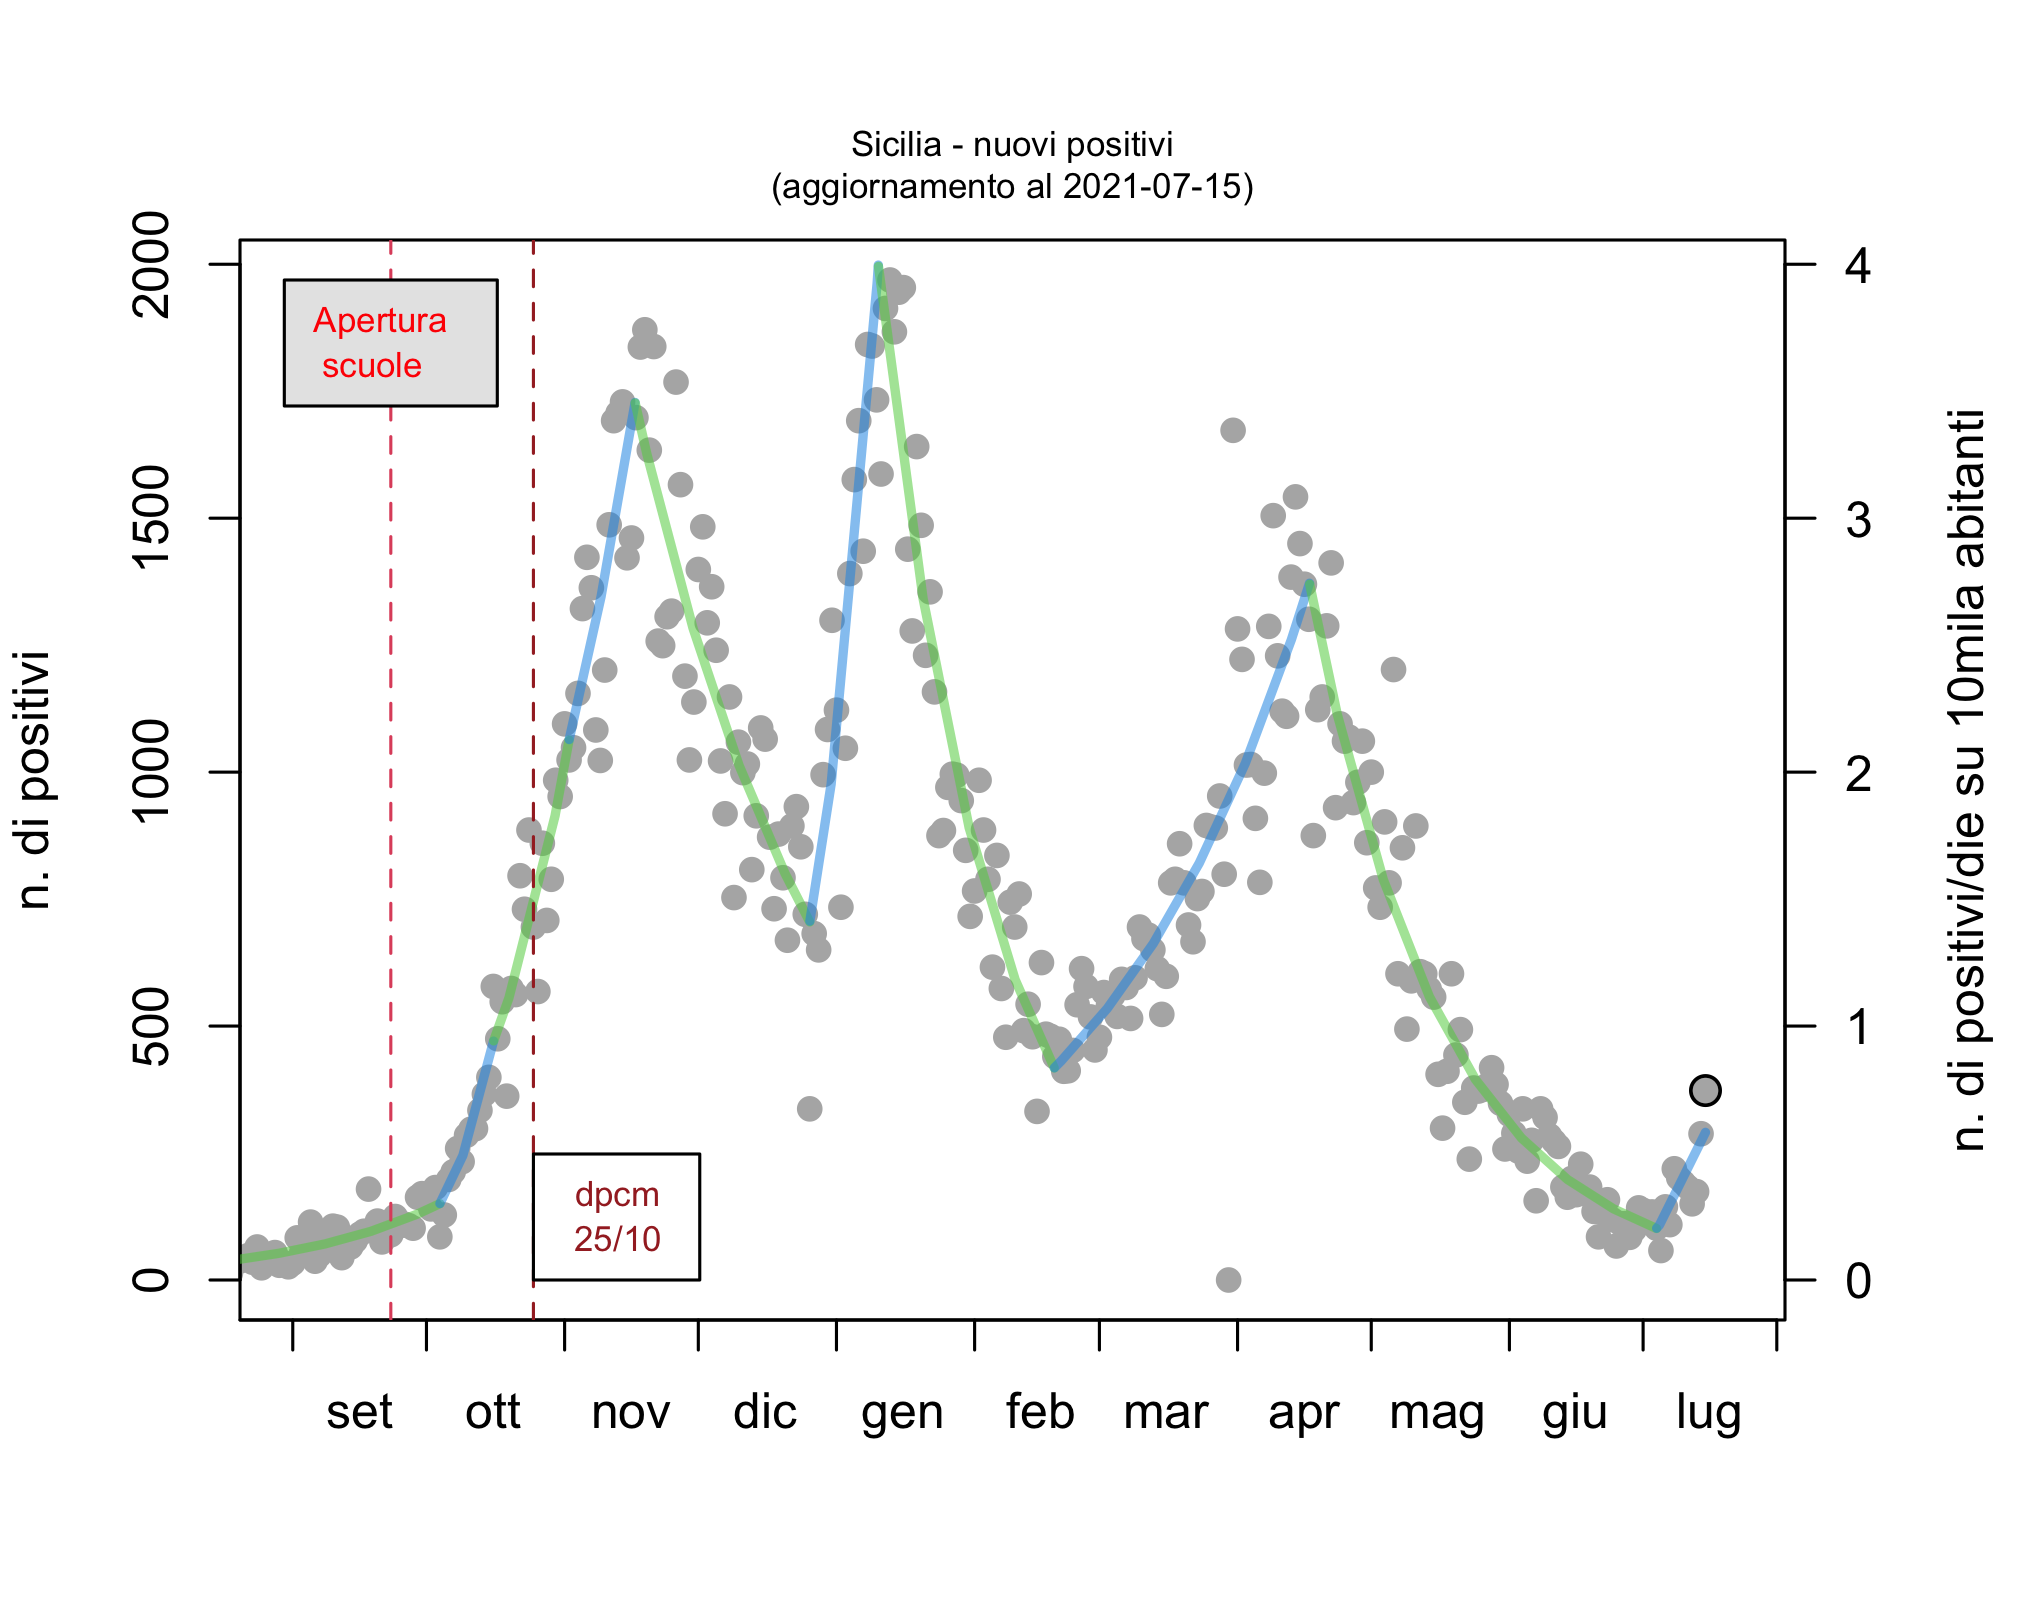 Sicilia - nuovi positivi
(aggiornamento al 2021-07-15)
n. di positivi
0
500
1000
1500
2000
Apertura
scuole
dpcm
25/10
0
1
2
3
4
n. di positivi/die su 10mila abitanti
set ott nov dic gen feb mar apr mag giu lug